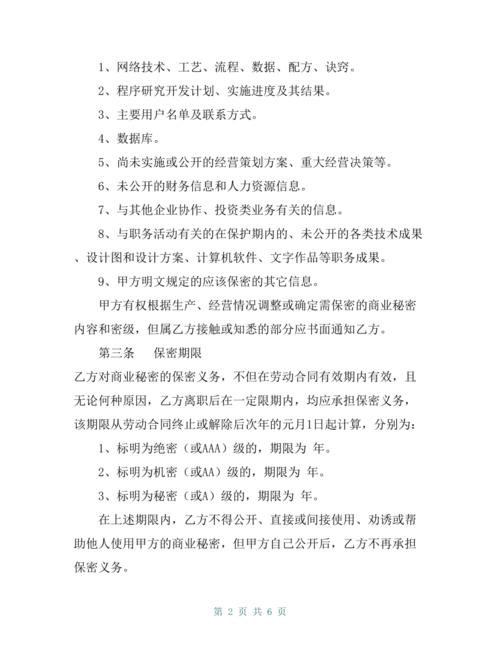 1、网络技术、工艺、流程、数据、配方、诀窍。
2、程序研究开发计划、实施进度及其结果。
3、主要用户名单及联系方式。
4、数据库。
5、尚未实施或公开的经营策划方案、重大经营决策等。
6、未公开的财务信息和人力资源信息。
7、与其他企业协作、投资类业务有关的信息。
8、与职务活动有关的在保护期内的、未公开的各类技术成果
、设计图和设计方案、计算机软件、文字作品等职务成果。
9、甲方明文规定的应该保密的其它信息。
甲方有权根据生产、经营情况调整或确定需保密的商业秘密
内容和密级，但属乙方接触或知悉的部分应书面通知乙方。
第三条　保密期限
乙方对商业秘密的保密义务，不但在劳动合同有效期内有效，且
无论何种原因，乙方离职后在一定限期内，均应承担保密义务，
该期限从劳动合同终止或解除后次年的元月1日起计算，分别为：
1、标明为绝密（或AAA）级的，期限为 年。
2、标明为机密（或AA）级的，期限为 年。
3、标明为秘密（或A）级的，期限为 年。
在上述期限内，乙方不得公开、直接或间接使用、劝诱或帮
助他人使用甲方的商业秘密，但甲方自己公开后，乙方不再承担
保密义务。
第 2 页 共 6 页